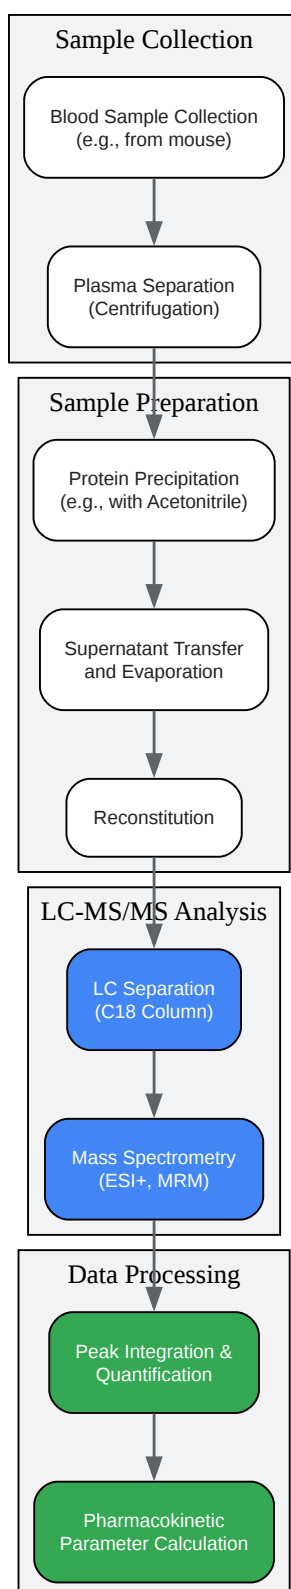 Sample Collection
Blood Sample Collection
(e.g., from mouse)
Plasma Separation
(Centrifugation)
Sample Preparation
Protein Precipitation
(e.g., with Acetonitrile)
Supernatant Transfer
and Evaporation
Reconstitution
LC-MS/MS Analysis
LC Separation
(C18 Column)
Mass Spectrometry
(ESI+, MRM)
Data Processing
Peak Integration &
Quantification
Pharmacokinetic
Parameter Calculation